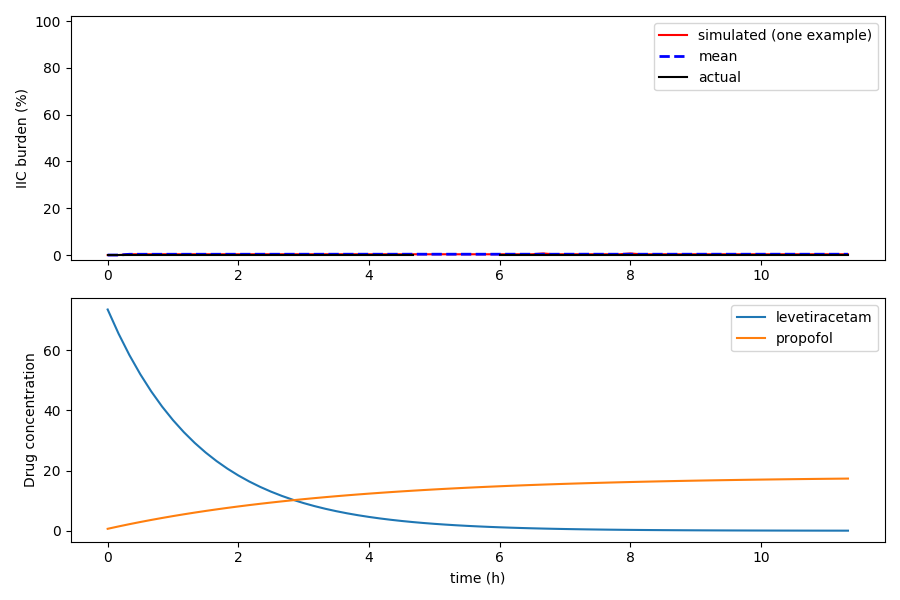 100
80
60
40
20
0
IIC burden (%)
simulated (one example)
mean
actual
0 2 4 6 8 10
60
40
20
0
Drug concentration
levetiracetam
propofol
0 2 4 6 8 10
time (h)